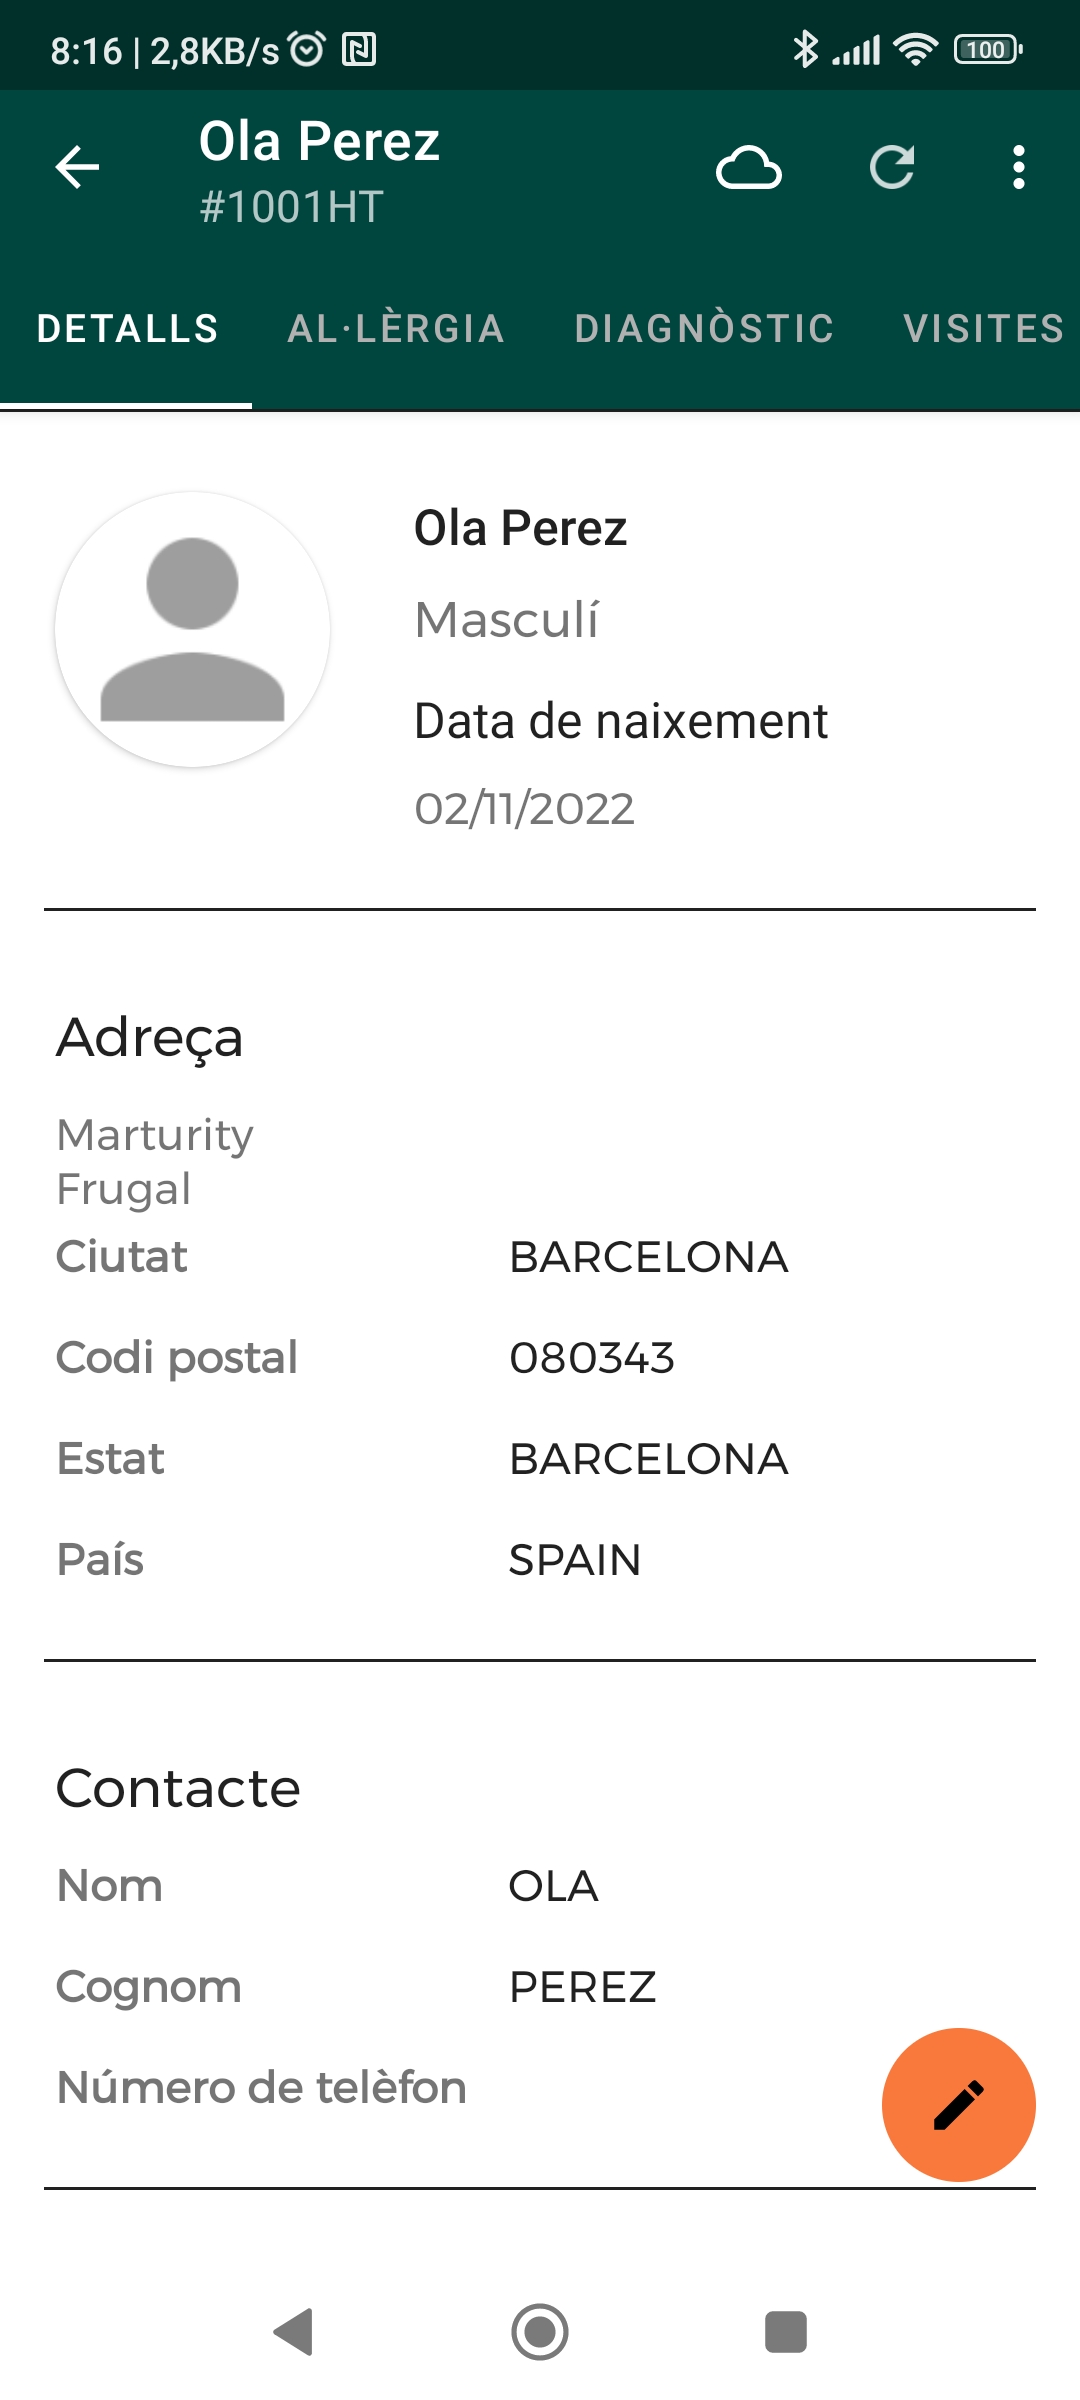 8:16 | 2,8KB/s 100
Ola Perez
#1001HT
DETALLS AL·LÈRGIA DIAGNÒSTIC VISITES
Ola Perez
Masculí
Data de naixement
02/11/2022
Adreça
Marturity
Frugal
Ciutat BARCELONA
Codi postal 080343
Estat BARCELONA
País SPAIN
Contacte
Nom OLA
Cognom PEREZ
Número de telèfon